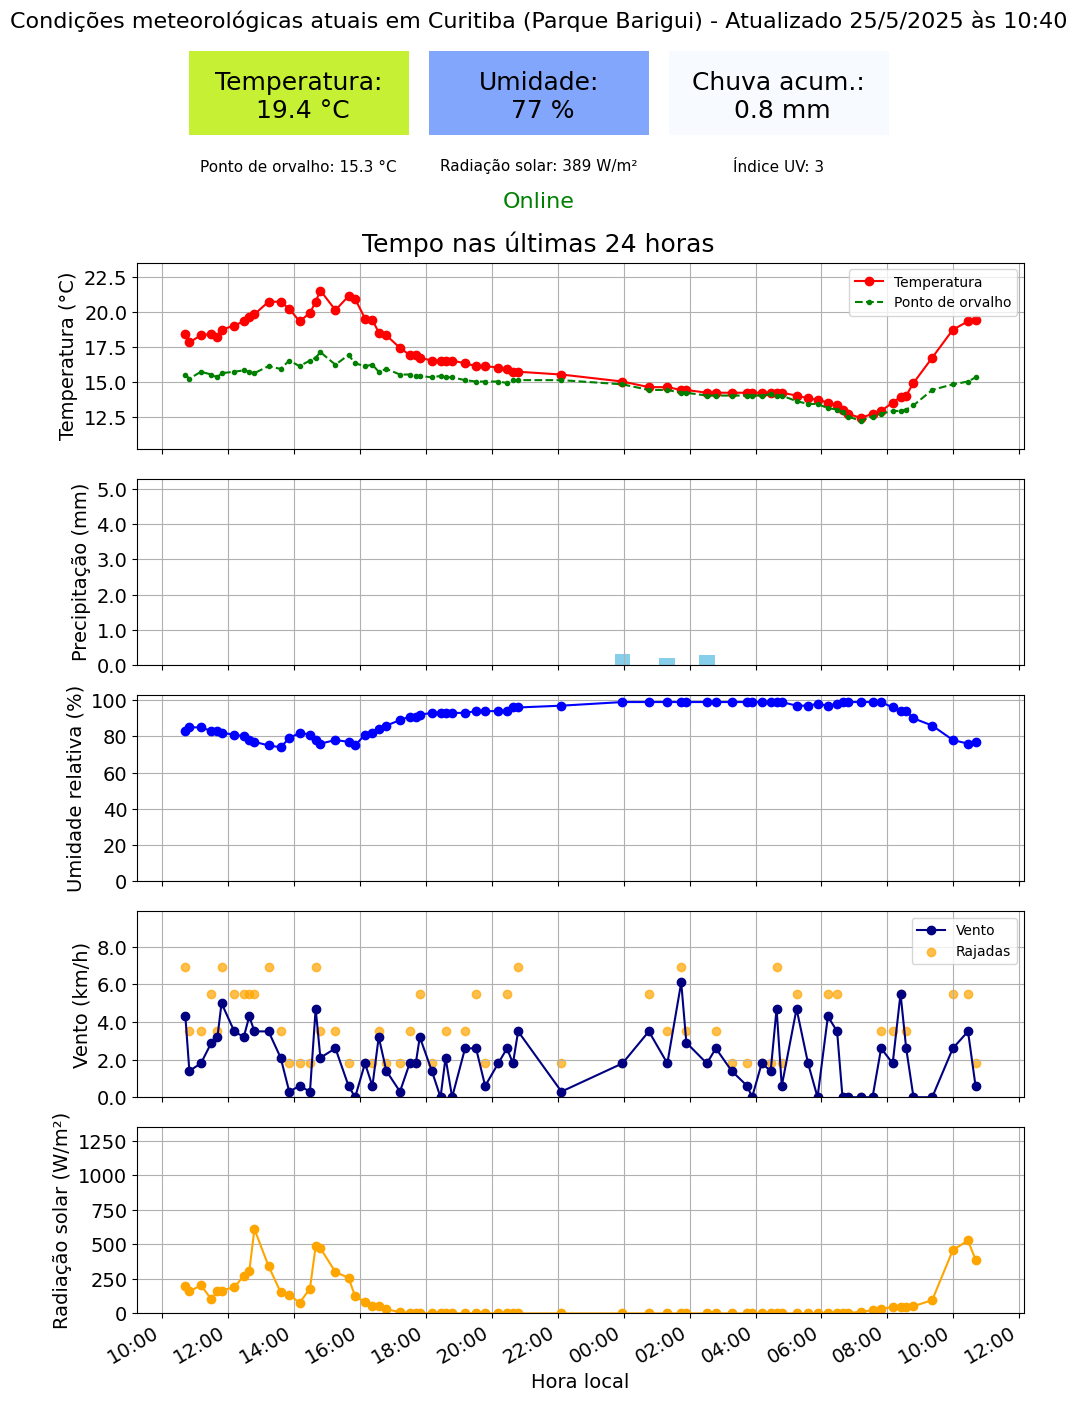 Condições meteorológicas atuais em Curitiba (Parque Barigui) - Atualizado 25/5/2025 às 10:40
Temperatura:
19.4 °C
Umidade:
77 %
Chuva acum.:
0.8 mm
Ponto de orvalho: 15.3 °C
Radiação solar: 389 W/m²
Índice UV: 3
Online
Tempo nas últimas 24 horas
Temperatura (°C)
22.5
20.0
17.5
15.0
12.5
Temperatura
Ponto de orvalho
Precipitação (mm)
5.0
4.0
3.0
2.0
1.0
0.0
Umidade relativa (%)
100
80
60
40
20
0
Vento (km/h)
8.0
6.0
4.0
2.0
0.0
Vento
Rajadas
Radiação solar (W/m²)
1250
1000
750
500
250
0
10:00
12:00
14:00
16:00
18:00
20:00
22:00
00:00
02:00
04:00
06:00
08:00
10:00
12:00
Hora local